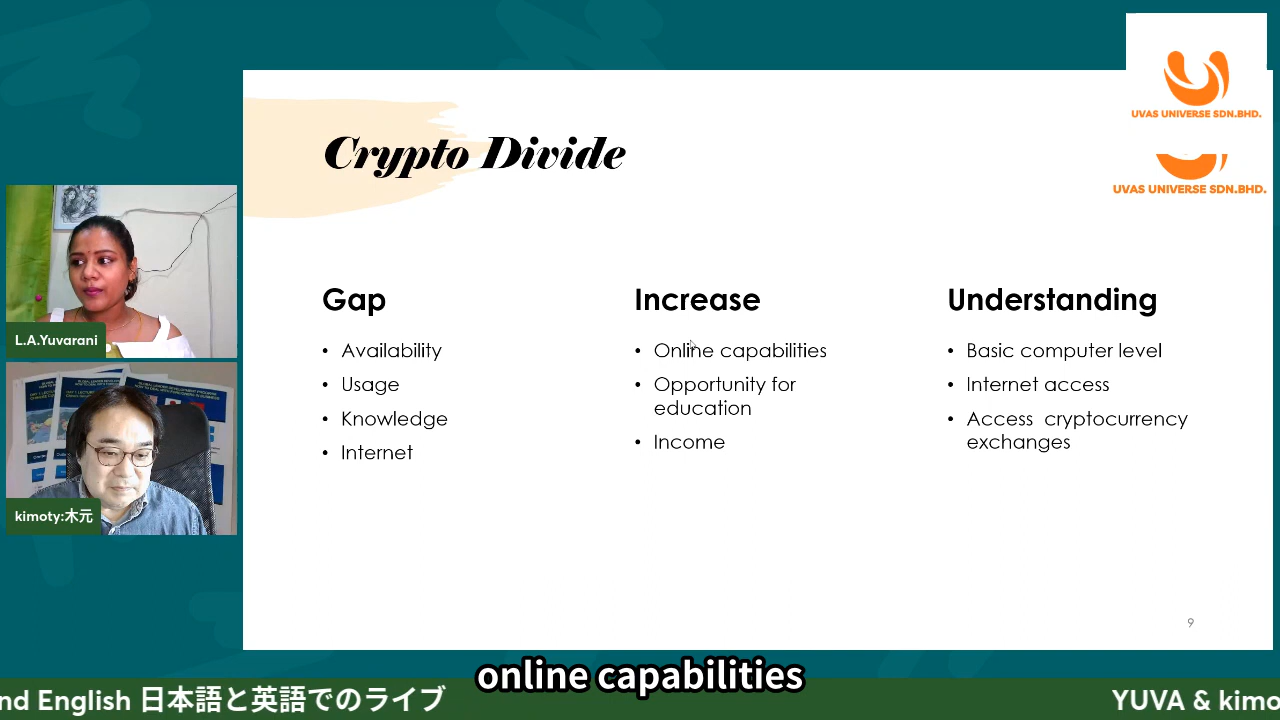 UVAS UNIVERSE SDN.BHD.
Crypto Divide
UVAS UNIVERSE SDN.BHD.
Gap
• Availability
• Usage
• Knowledge
• Internet
Increase
• Online capabilities
• Opportunity for
education
• Income
Understanding
• Basic computer level
• Internet access
• Access cryptocurrency
exchanges
L.A.Yuvarani
kimoty:木元
9
online capabilities
nd English 日本語と英語でのライブ
YUVA & kimo